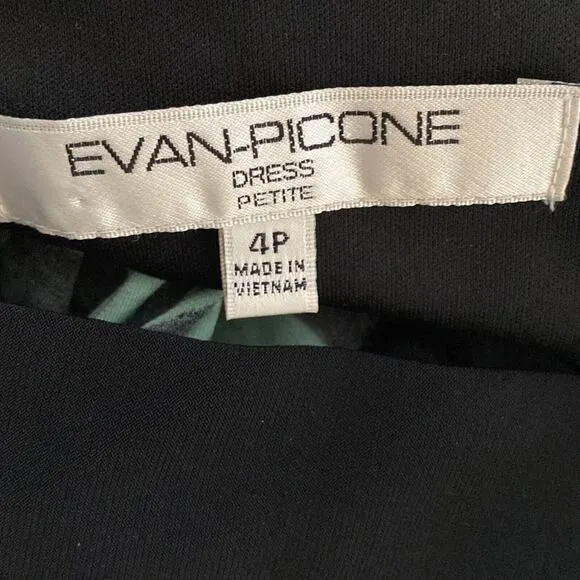 EVAN-PICONE
DRESS
PETITE
4P
MADE IN
VIETNAM